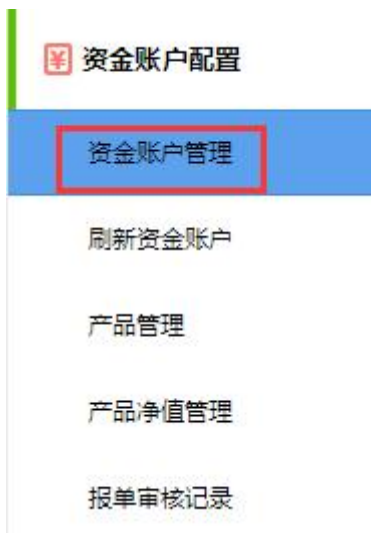 资金账户配置
资金账户管理
刷新资金账户
产品管理
产品净值管理
报单审核记录